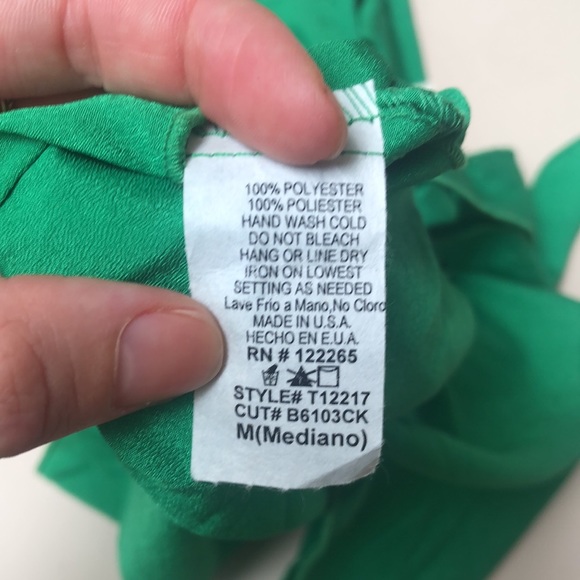 100% POLYESTER
100% POLIESTER
HAND WASH COLD
DO NOT BLEACH
HANG OR LINE DRY
IRON ON LOWEST
SETTING AS NEEDED
Lave Frio a Mano,No Cloro
MADE IN U.S.A.
HECHO EN E.U.A.
RN # 122265
STYLE# T12217
CUT# B6103CK
M(Mediano)